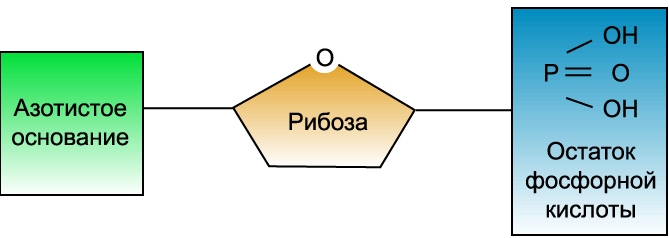 Азотистое
основание
O
Рибоза
OH
P = O
OH
Остаток
фосфорной
кислоты